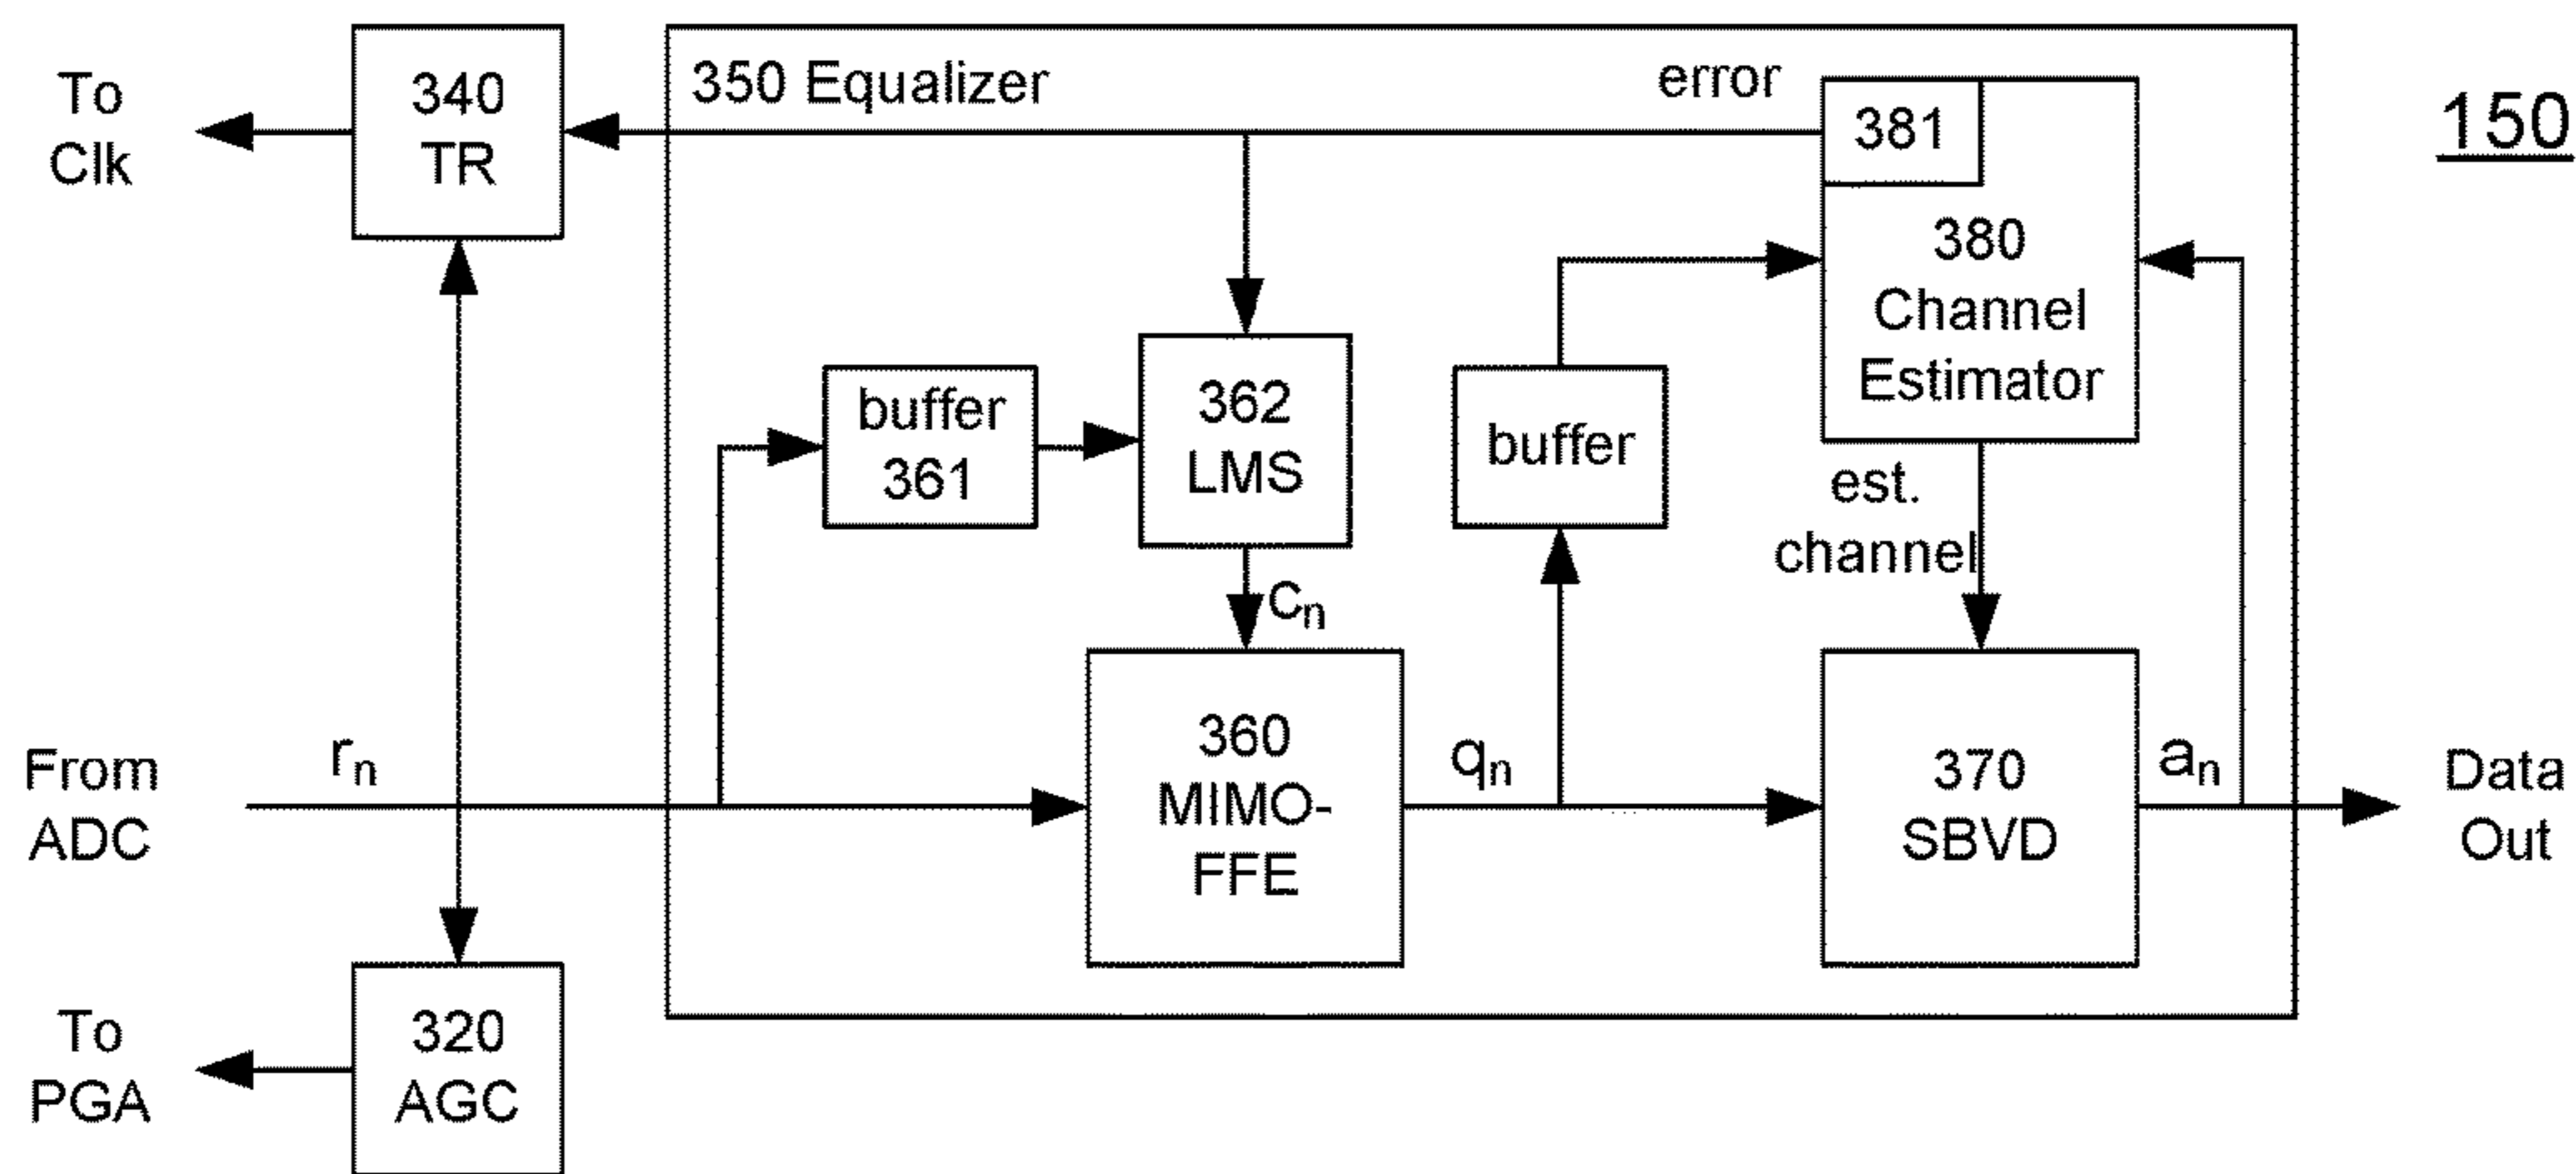 To
Clk
340
TR
350 Equalizer
error
381
150
380
Channel
Estimator
buffer
361
362
LMS
buffer
est.
channel
cn
From
ADC
rn
360
MIMO-
FFE
qn
370
SBVD
an
Data
Out
To
PGA
320
AGC